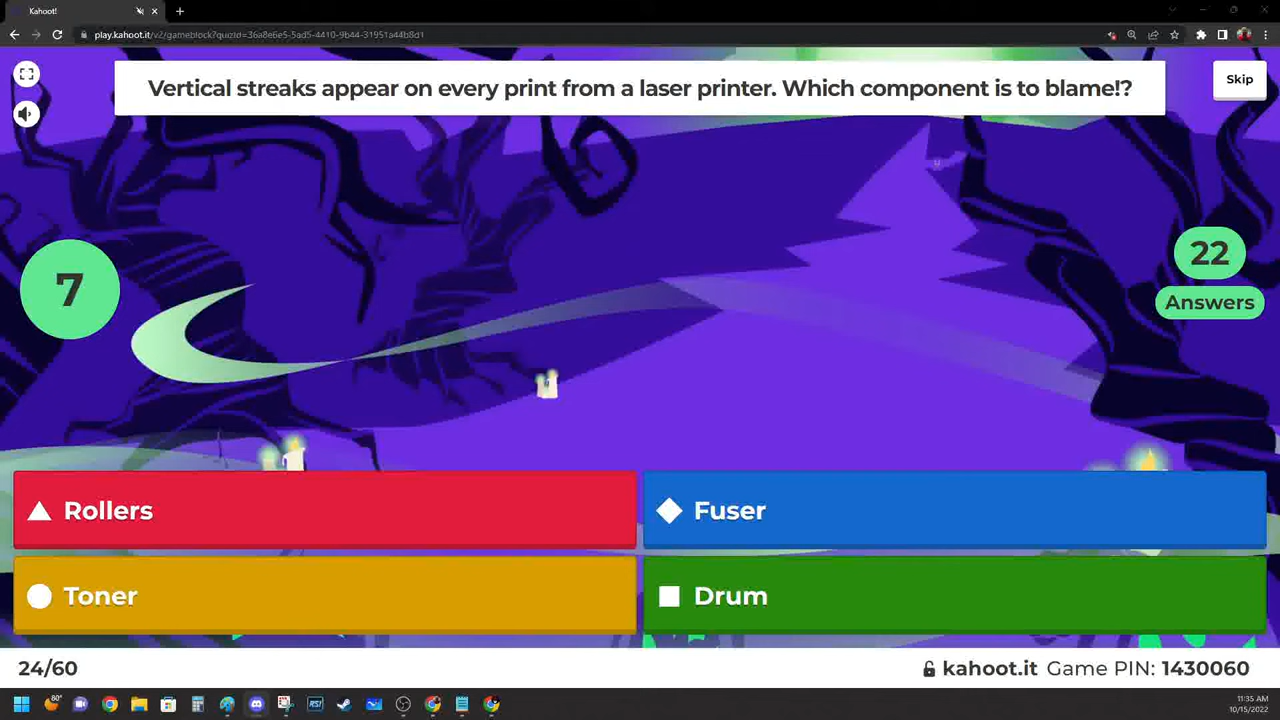 Kahoot!
play.kahoot.it/v2/gameblock?quizId=36a8e6e5-5ad5-4410-9b44-31951a44b8d1
Vertical streaks appear on every print from a laser printer. Which component is to blame!?
Skip
7
22
Answers
Rollers
Fuser
Toner
Drum
24/60
kahoot.it Game PIN: 1430060
80°
RSI
11:35 AM
10/15/2022